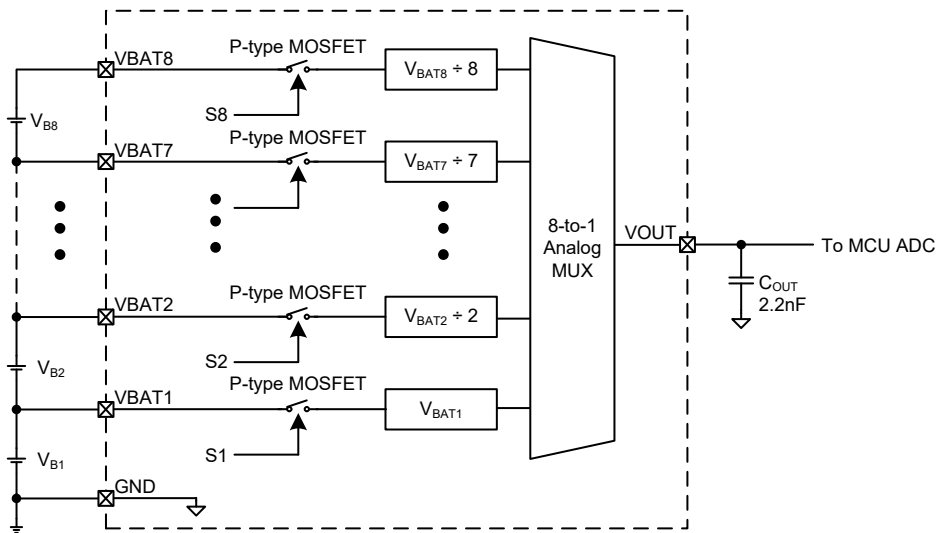 P-type MOSFET
VBAT8
VBAT8 ÷ 8
S8
VB8
P-type MOSFET
VBAT7
VBAT7 ÷ 7
8-to-1
Analog
MUX
VOUT
To MCU ADC
COUT
2.2nF
P-type MOSFET
VBAT2
VBAT2 ÷ 2
S2
VB2
P-type MOSFET
VBAT1
VBAT1
S1
VB1
GND